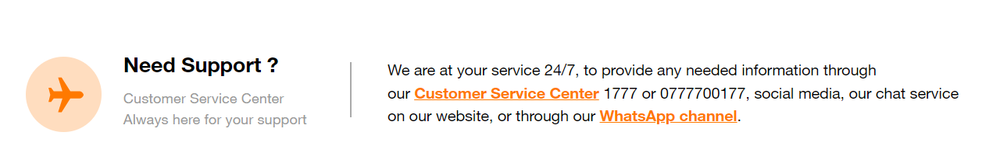 Need Support ?
Customer Service Center
Always here for your support
We are at your service 24/7, to provide any needed information through
our Customer Service Center 1777 or 0777700177, social media, our chat service
on our website, or through our WhatsApp channel.